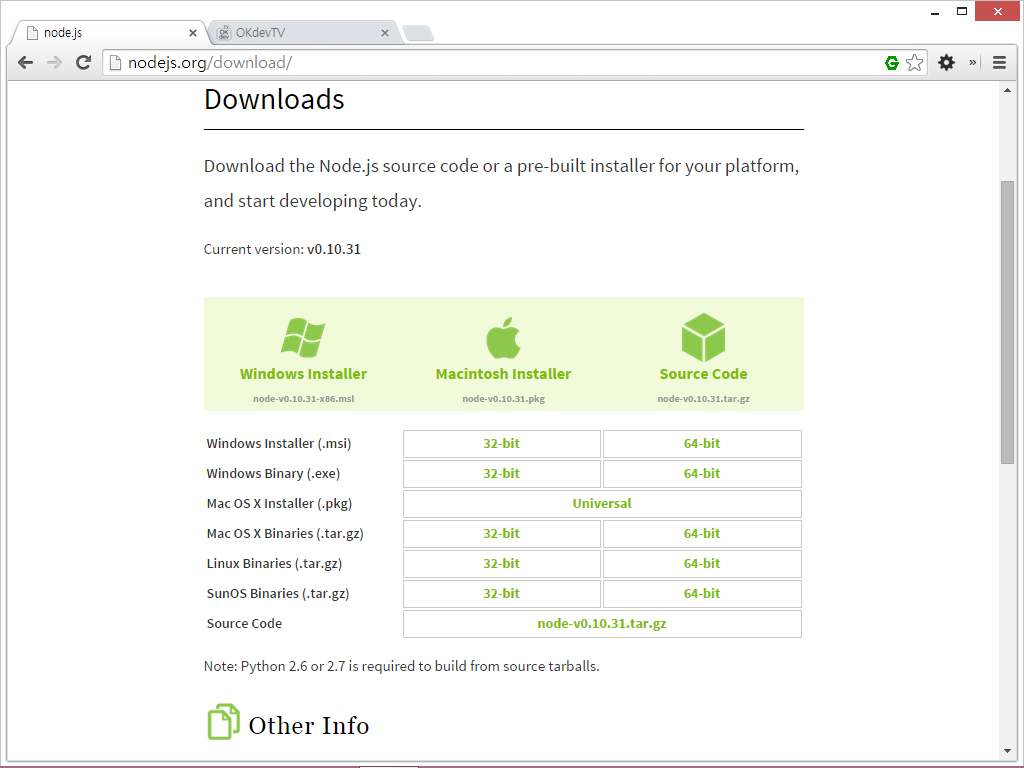 node.js
OKdevTV
nodejs.org/download/
Downloads
Download the Node.js source code or a pre-built installer for your platform,
and start developing today.
Current version: v0.10.31
Windows Installer Macintosh Installer Source Code
node-v0.10.31-x86.msi node-v0.10.31.pkg node-v0.10.31.tar.gz
Windows Installer (.msi) 32-bit 64-bit
Windows Binary (.exe) 32-bit 64-bit
Mac OS X Installer (.pkg) Universal
Mac OS X Binaries (.tar.gz) 32-bit 64-bit
Linux Binaries (.tar.gz) 32-bit 64-bit
SunOS Binaries (.tar.gz) 32-bit 64-bit
Source Code node-v0.10.31.tar.gz
Note: Python 2.6 or 2.7 is required to build from source tarballs.
Other Info